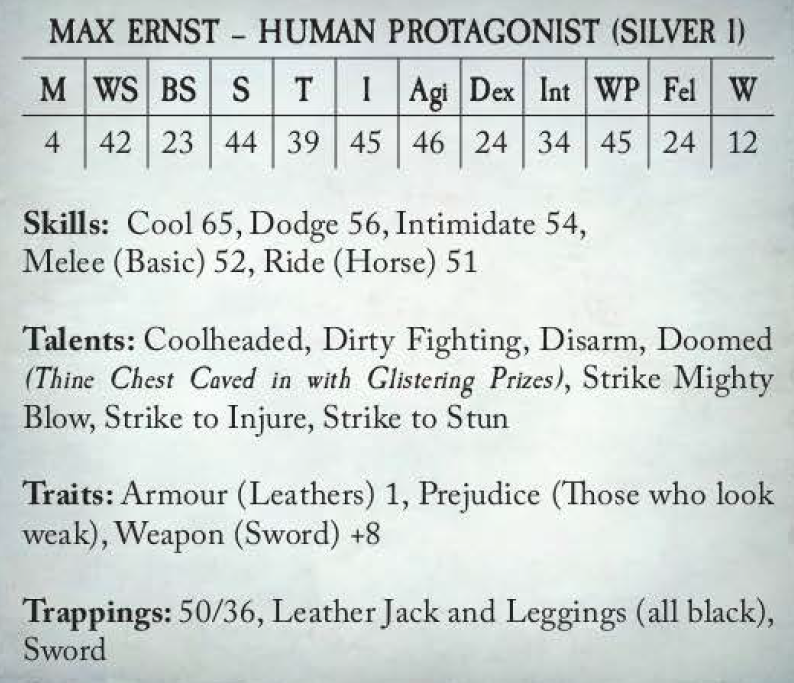 MAX ERNST – HUMAN PROTAGONIST (SILVER 1)
M WS BS S T I Agi Dex Int WP Fel W
4 42 23 44 39 45 46 24 34 45 24 12
Skills: Cool 65, Dodge 56, Intimidate 54,
Melee (Basic) 52, Ride (Horse) 51
Talents: Coolheaded, Dirty Fighting, Disarm, Doomed
(Thine Chest Caved in with Glistering Prizes), Strike Mighty
Blow, Strike to Injure, Strike to Stun
Traits: Armour (Leathers) 1, Prejudice (Those who look
weak), Weapon (Sword) +8
Trappings: 50/36, Leather Jack and Leggings (all black),
Sword